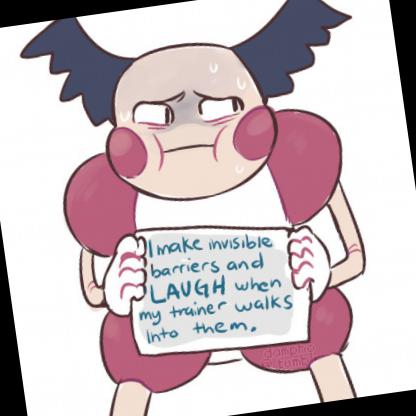 I make invisible
barriers and
LAUGH when
my trainer walks
into them.